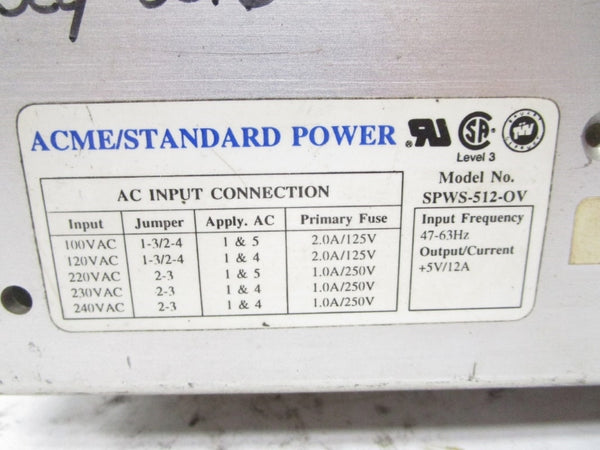 ACME/STANDARD POWER
Level 3
Model No.
SPWS-512-OV
AC INPUT CONNECTION
Input Jumper Apply. AC Primary Fuse
100VAC 1-3/2-4 1 & 5 2.0A/125V
120VAC 1-3/2-4 1 & 4 2.0A/125V
220VAC 2-3 1 & 5 1.0A/250V
230VAC 2-3 1 & 4 1.0A/250V
240VAC 2-3 1 & 4 1.0A/250V
Input Frequency
47-63Hz
Output/Current
+5V/12A